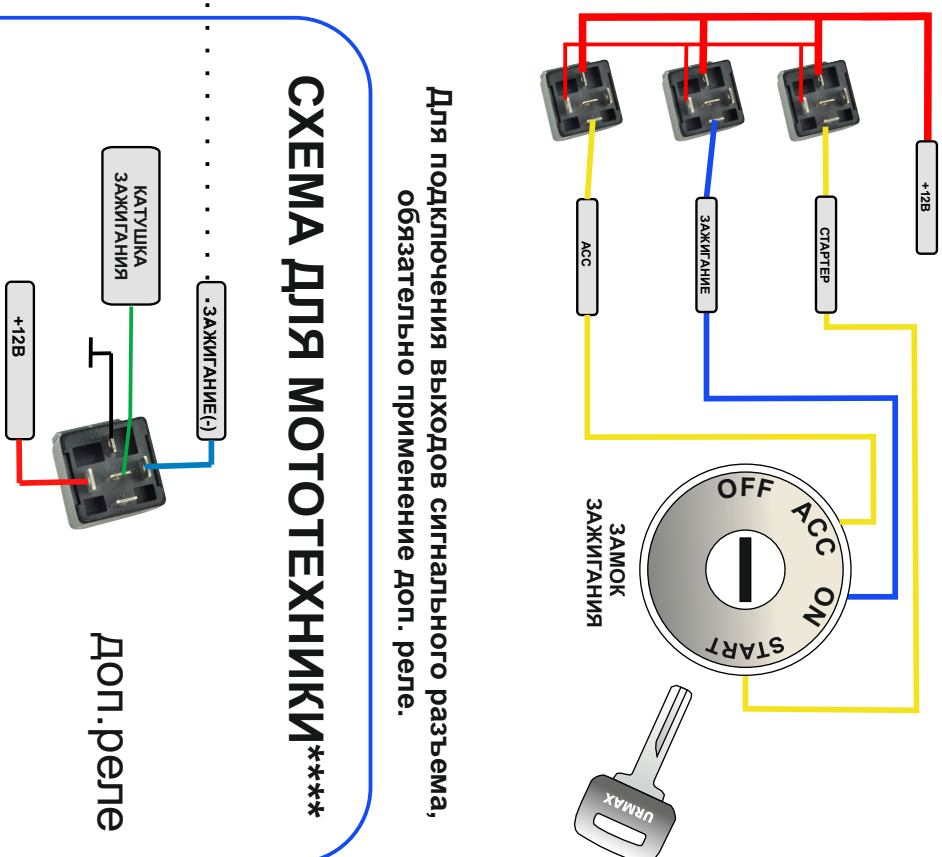 +12В
СТАРТЕР
ЗАЖИГАНИЕ
ACC
OFF
ACC
ON
START
ЗАМОК
ЗАЖИГАНИЯ
URMAX
Для подключения выходов сигнального разъема,
обязательно применение доп. реле.
СХЕМА ДЛЯ МОТОТЕХНИКИ****
ЗАЖИГАНИЕ(-)
КАТУШКА
ЗАЖИГАНИЯ
+12В
доп.реле